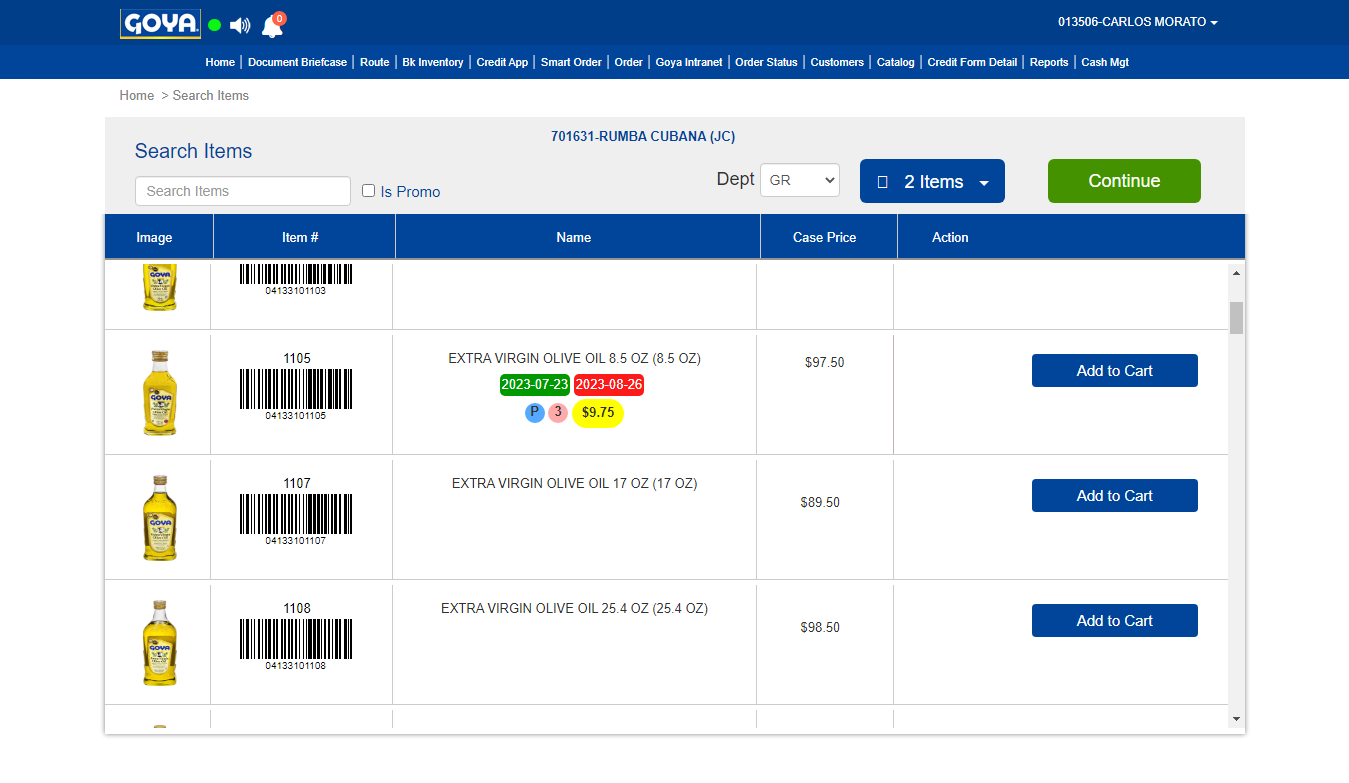 GOYA
0
013506-CARLOS MORATO
Home | Document Briefcase | Route | Bk Inventory | Credit App | Smart Order | Order | Goya Intranet | Order Status | Customers | Catalog | Credit Form Detail | Reports | Cash Mgt
Home > Search Items
701631-RUMBA CUBANA (JC)
Search Items
Search Items
Is Promo
Dept GR
2 Items
Continue
Image Item # Name Case Price Action
GOYA
04133101103
1105 EXTRA VIRGIN OLIVE OIL 8.5 OZ (8.5 OZ) $97.50 Add to Cart
2023-07-23 2023-08-26
GOYA
P 3 $9.75
04133101105
1107 EXTRA VIRGIN OLIVE OIL 17 OZ (17 OZ) $89.50 Add to Cart
GOYA
04133101107
1108 EXTRA VIRGIN OLIVE OIL 25.4 OZ (25.4 OZ) $98.50 Add to Cart
GOYA
04133101108